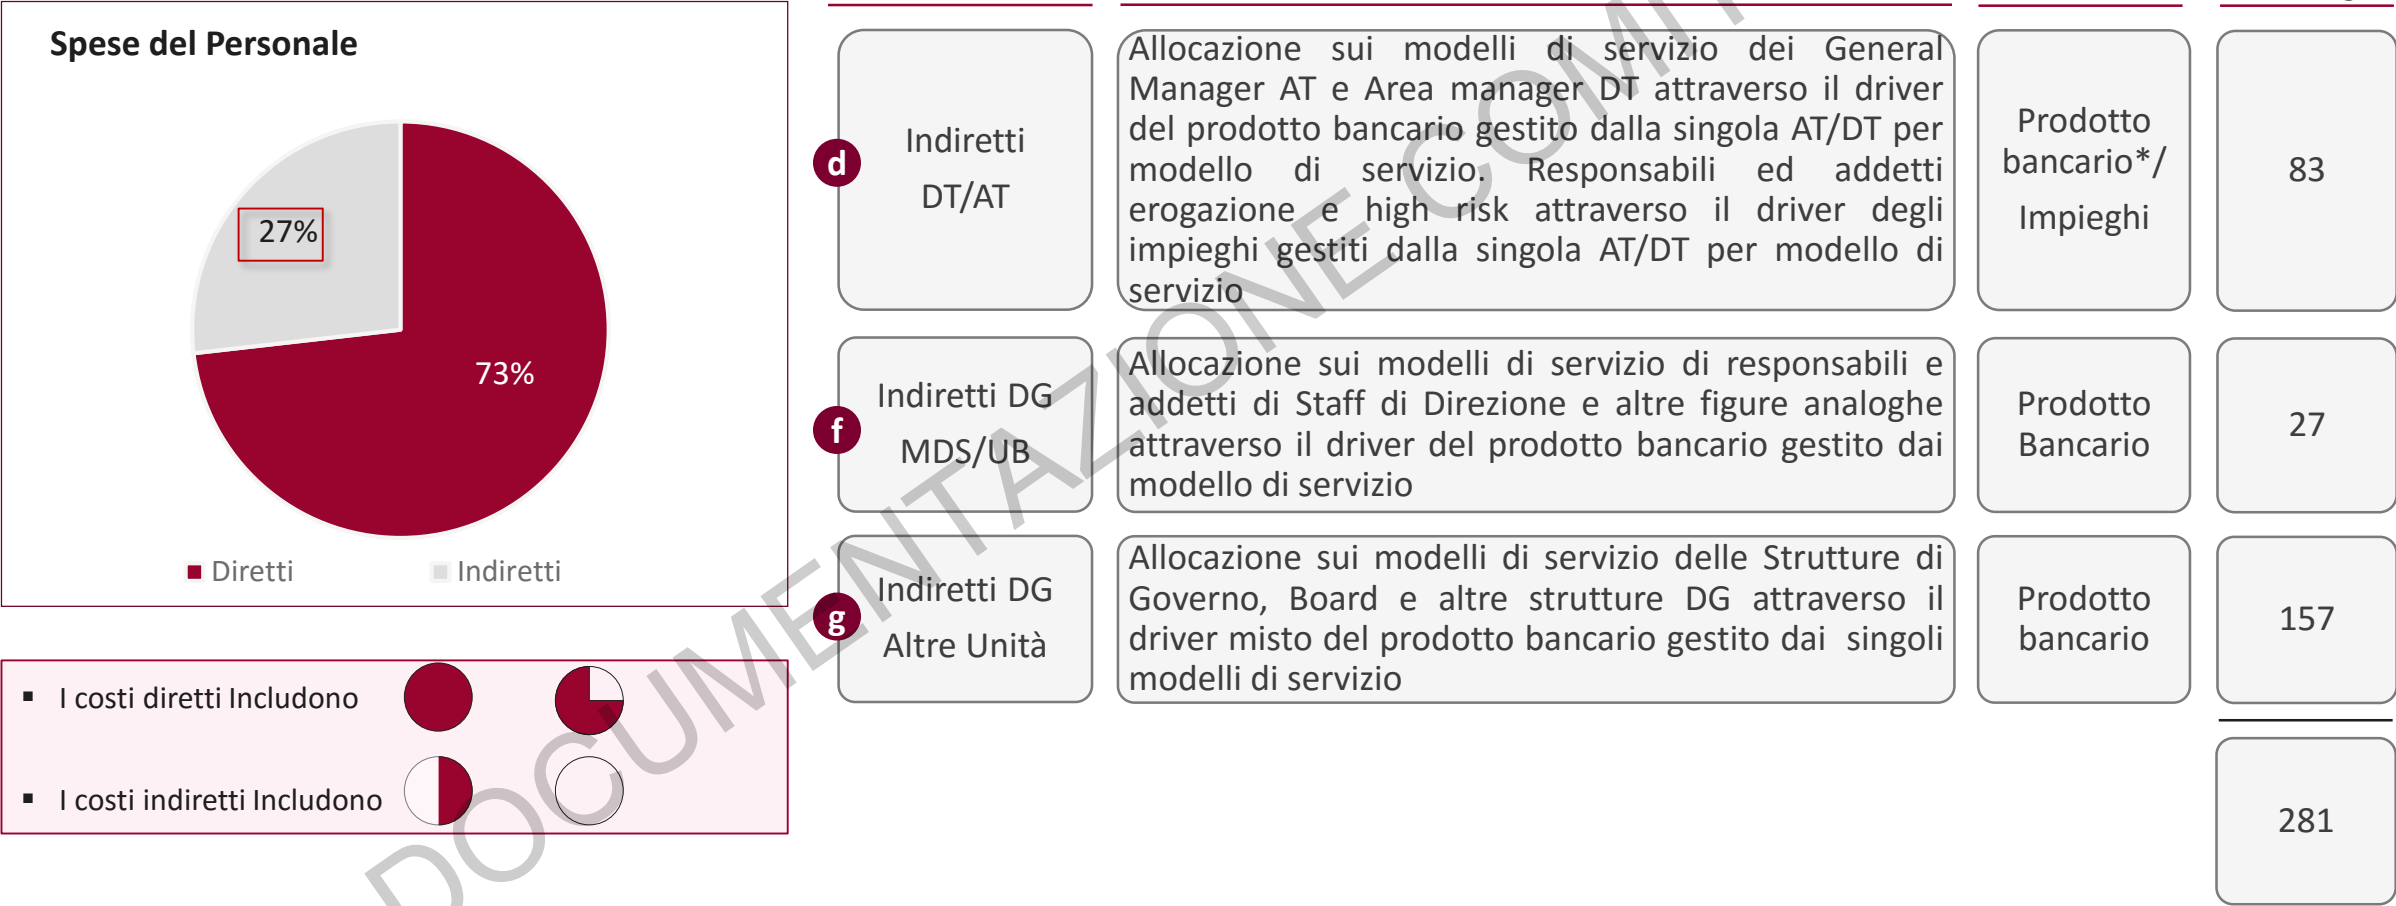 Spese del Personale
27%
73%
Diretti
Indiretti
▪ I costi diretti Includono
▪ I costi indiretti Includono
d
Indiretti
DT/AT
Allocazione sui modelli di servizio dei General
Manager AT e Area manager DT attraverso il driver
del prodotto bancario gestito dalla singola AT/DT per
modello di servizio. Responsabili ed addetti
erogazione e high risk attraverso il driver degli
impieghi gestiti dalla singola AT/DT per modello di
servizio
Prodotto
bancario*/
Impieghi
83
f
Indiretti DG
MDS/UB
Allocazione sui modelli di servizio di responsabili e
addetti di Staff di Direzione e altre figure analoghe
attraverso il driver del prodotto bancario gestito dai
modello di servizio
Prodotto
Bancario
27
g
Indiretti DG
Altre Unità
Allocazione sui modelli di servizio delle Strutture di
Governo, Board e altre strutture DG attraverso il
driver misto del prodotto bancario gestito dai singoli
modelli di servizio
Prodotto
bancario
157
281
DOCUMENTAZIONE COMIT